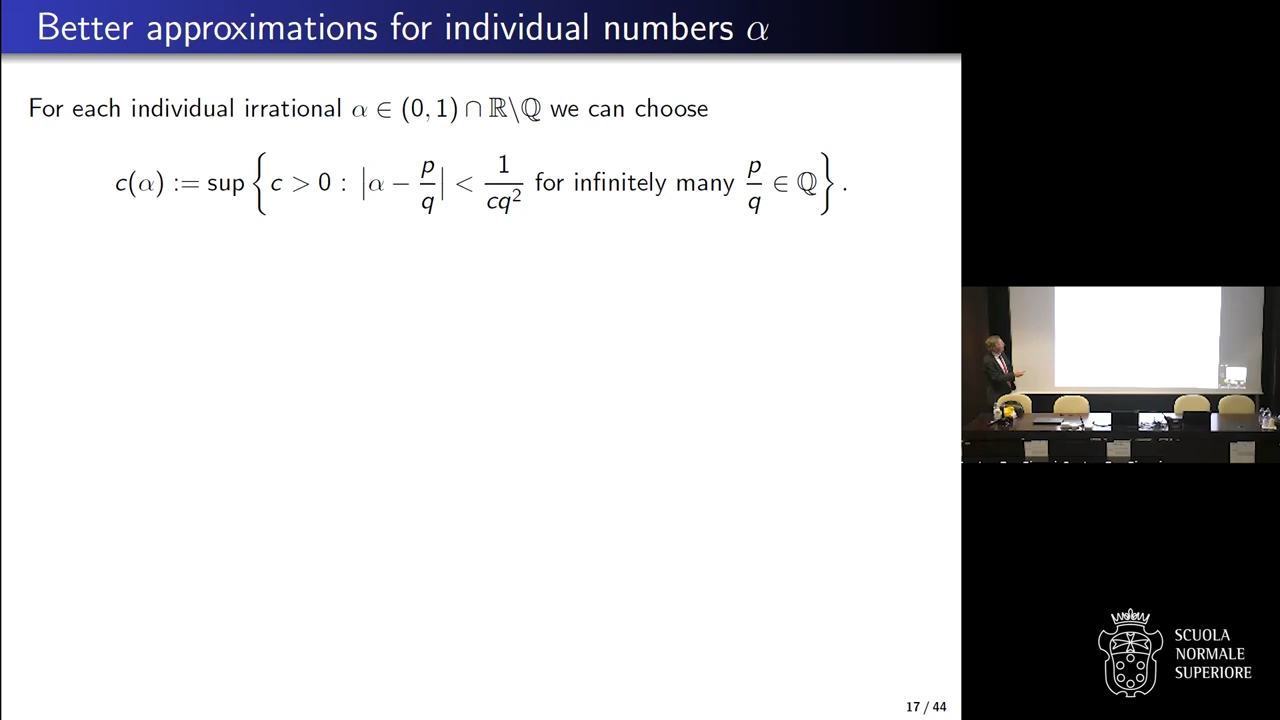 Better approximations for individual numbers α
For each individual irrational α ∈ (0, 1) ∩ ℝ\ℚ we can choose
c(α) := sup { c > 0 : |α − p/q| < 1/(cq²) for infinitely many p/q ∈ ℚ } .
17 / 44
SCUOLA
NORMALE
SUPERIORE